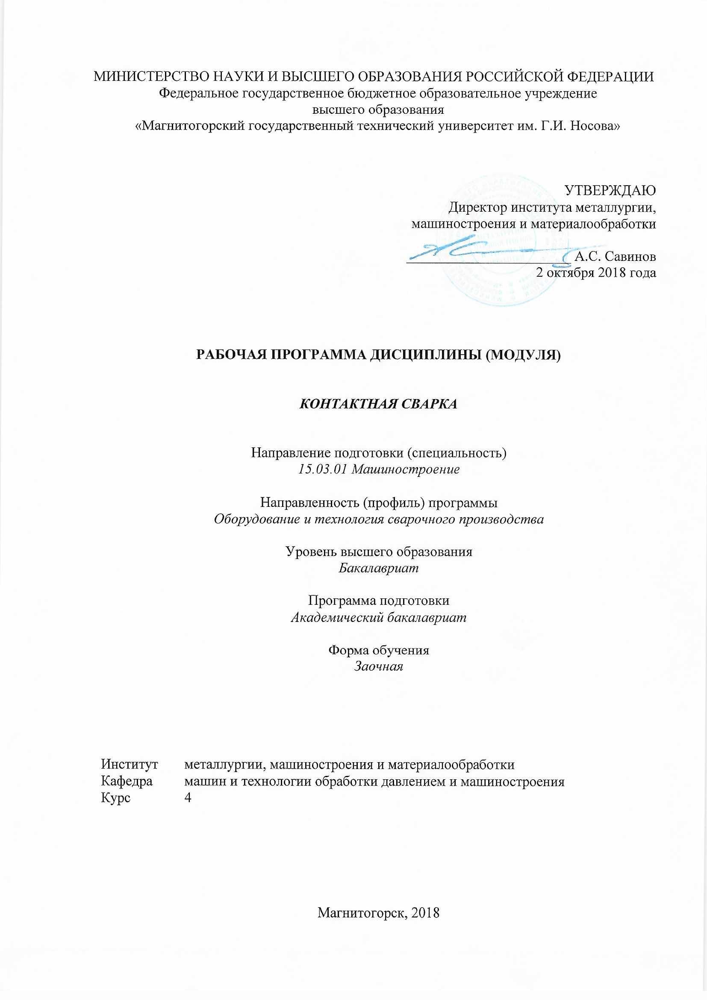 МИНИСТЕРСТВО НАУКИ И ВЫСШЕГО ОБРАЗОВАНИЯ РОССИЙСКОЙ ФЕДЕРАЦИИ
Федеральное государственное бюджетное образовательное учреждение
высшего образования
«Магнитогорский государственный технический университет им. Г.И. Носова»
УТВЕРЖДАЮ
Директор института металлургии,
машиностроения и материалообработки
А.С. Савинов
2 октября 2018 года
РАБОЧАЯ ПРОГРАММА ДИСЦИПЛИНЫ (МОДУЛЯ)
КОНТАКТНАЯ СВАРКА
Направление подготовки (специальность)
15.03.01 Машиностроение
Направленность (профиль) программы
Оборудование и технология сварочного производства
Уровень высшего образования
Бакалавриат
Программа подготовки
Академический бакалавриат
Форма обучения
Заочная
Институт металлургии, машиностроения и материалообработки
Кафедра машин и технологии обработки давлением и машиностроения
Курс 4
Магнитогорск, 2018